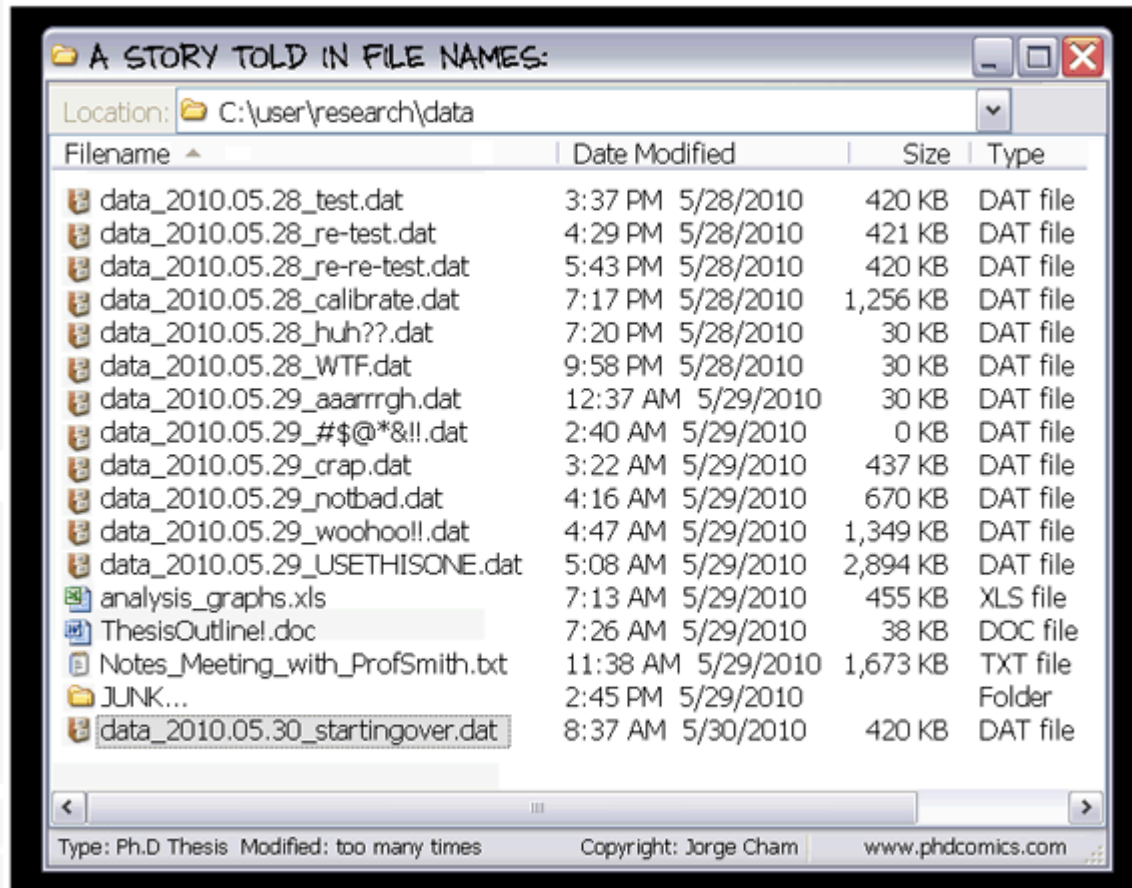 A STORY TOLD IN FILE NAMES:
Location: C:\user\research\data
Filename Date Modified Size Type
data_2010.05.28_test.dat 3:37 PM 5/28/2010 420 KB DAT file
data_2010.05.28_re-test.dat 4:29 PM 5/28/2010 421 KB DAT file
data_2010.05.28_re-re-test.dat 5:43 PM 5/28/2010 420 KB DAT file
data_2010.05.28_calibrate.dat 7:17 PM 5/28/2010 1,256 KB DAT file
data_2010.05.28_huh??.dat 7:20 PM 5/28/2010 30 KB DAT file
data_2010.05.28_WTF.dat 9:58 PM 5/28/2010 30 KB DAT file
data_2010.05.29_aaarrrgh.dat 12:37 AM 5/29/2010 30 KB DAT file
data_2010.05.29_#$@*&!!.dat 2:40 AM 5/29/2010 0 KB DAT file
data_2010.05.29_crap.dat 3:22 AM 5/29/2010 437 KB DAT file
data_2010.05.29_notbad.dat 4:16 AM 5/29/2010 670 KB DAT file
data_2010.05.29_woohoo!!.dat 4:47 AM 5/29/2010 1,349 KB DAT file
data_2010.05.29_USETHISONE.dat 5:08 AM 5/29/2010 2,894 KB DAT file
analysis_graphs.xls 7:13 AM 5/29/2010 455 KB XLS file
ThesisOutline!.doc 7:26 AM 5/29/2010 38 KB DOC file
Notes_Meeting_with_ProfSmith.txt 11:38 AM 5/29/2010 1,673 KB TXT file
JUNK... 2:45 PM 5/29/2010 Folder
data_2010.05.30_startingover.dat 8:37 AM 5/30/2010 420 KB DAT file
Type: Ph.D Thesis Modified: too many times Copyright: Jorge Cham www.phdcomics.com